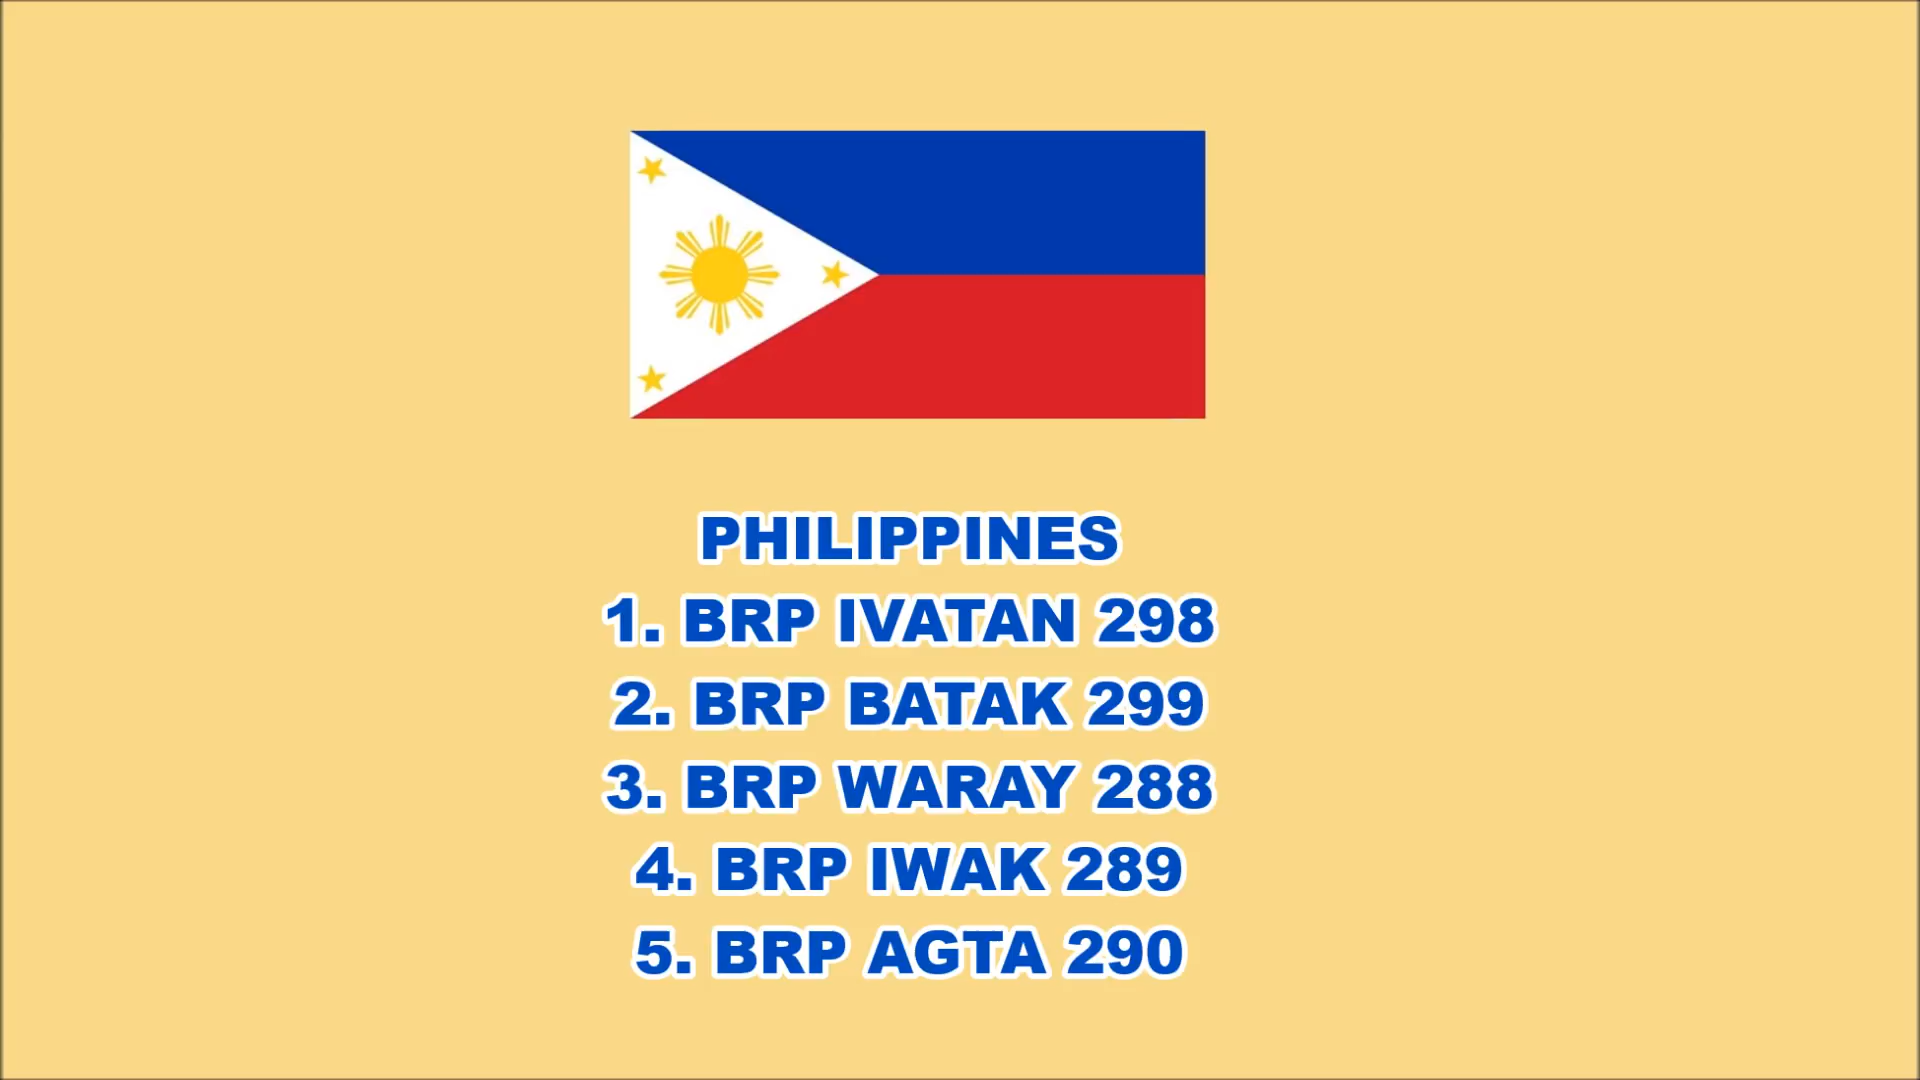 PHILIPPINES
1. BRP IVATAN 298
2. BRP BATAK 299
3. BRP WARAY 288
4. BRP IWAK 289
5. BRP AGTA 290